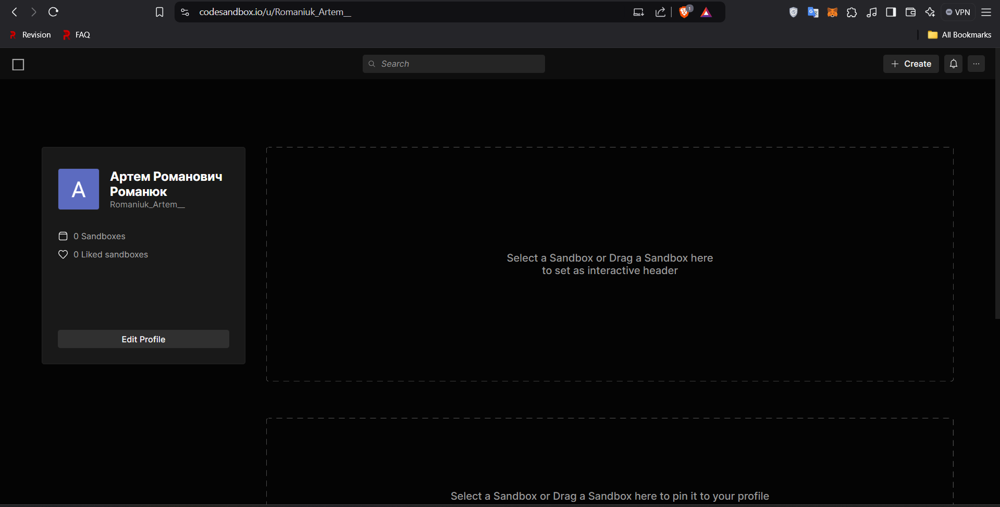 codesandbox.io/u/Romaniuk_Artem__
1
VPN
Revision
FAQ
All Bookmarks
Search
Create
Артем Романович
Романюк
Romaniuk_Artem__
A
0 Sandboxes
0 Liked sandboxes
Edit Profile
Select a Sandbox or Drag a Sandbox here
to set as interactive header
Select a Sandbox or Drag a Sandbox here to pin it to your profile